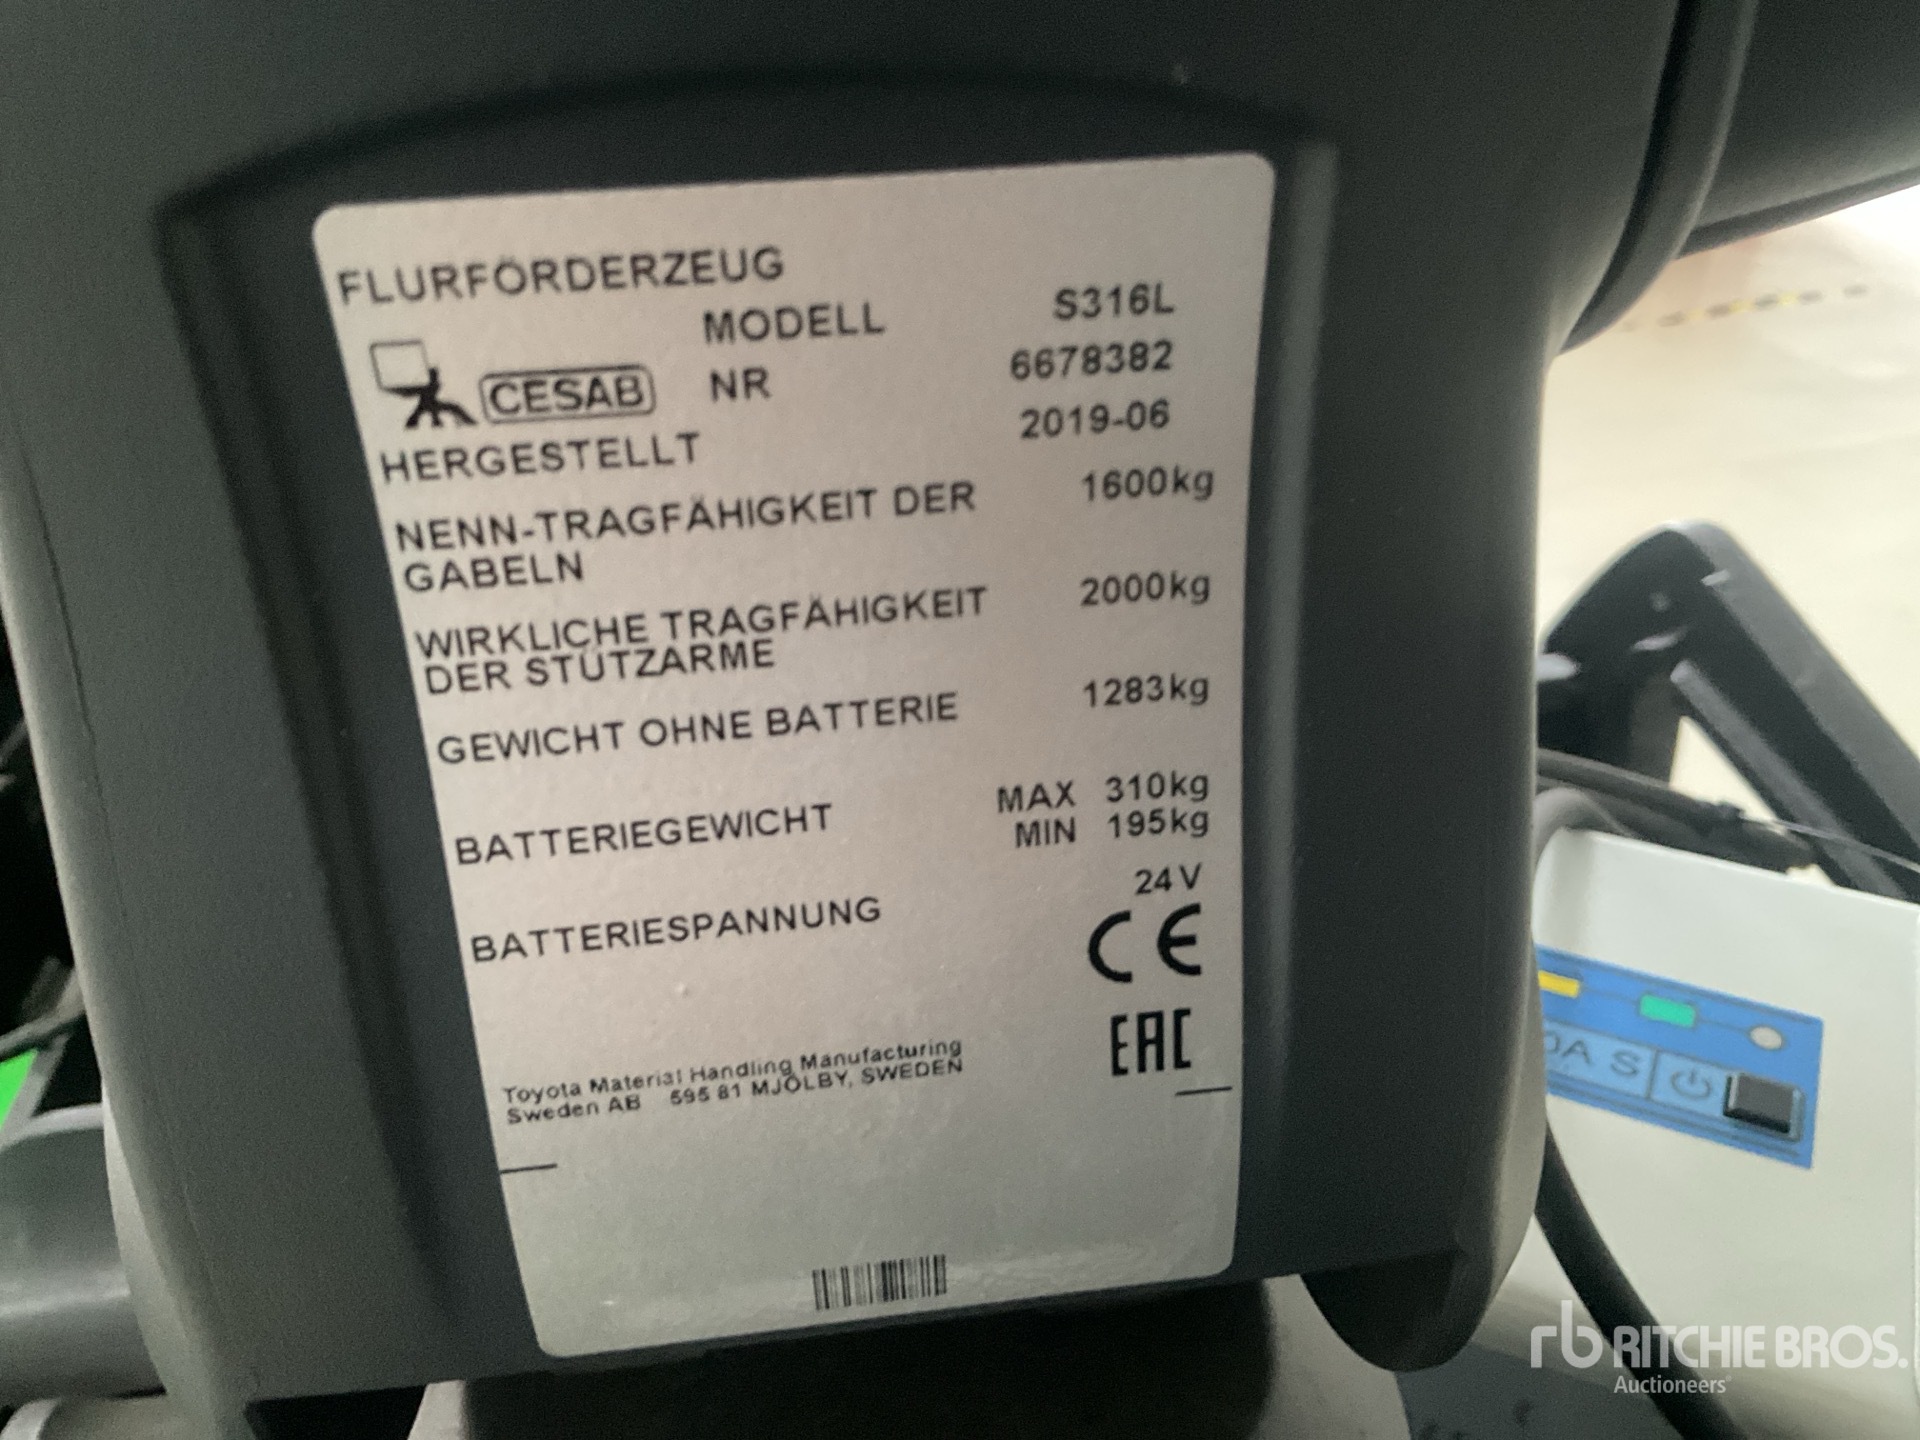 FLURFÖRDERZEUG
MODELL S316L
CESAB NR 6678382
HERGESTELLT 2019-06
NENN-TRAGFÄHIGKEIT DER 1600kg
GABELN
WIRKLICHE TRAGFÄHIGKEIT 2000kg
DER STÜTZARME
GEWICHT OHNE BATTERIE 1283kg
BATTERIEGEWICHT MAX 310kg
MIN 195kg
BATTERIESPANNUNG 24V
CE
EAC
Toyota Material Handling Manufacturing
Sweden AB 595 81 MJÖLBY, SWEDEN
S
rb RITCHIE BROS.
Auctioneers